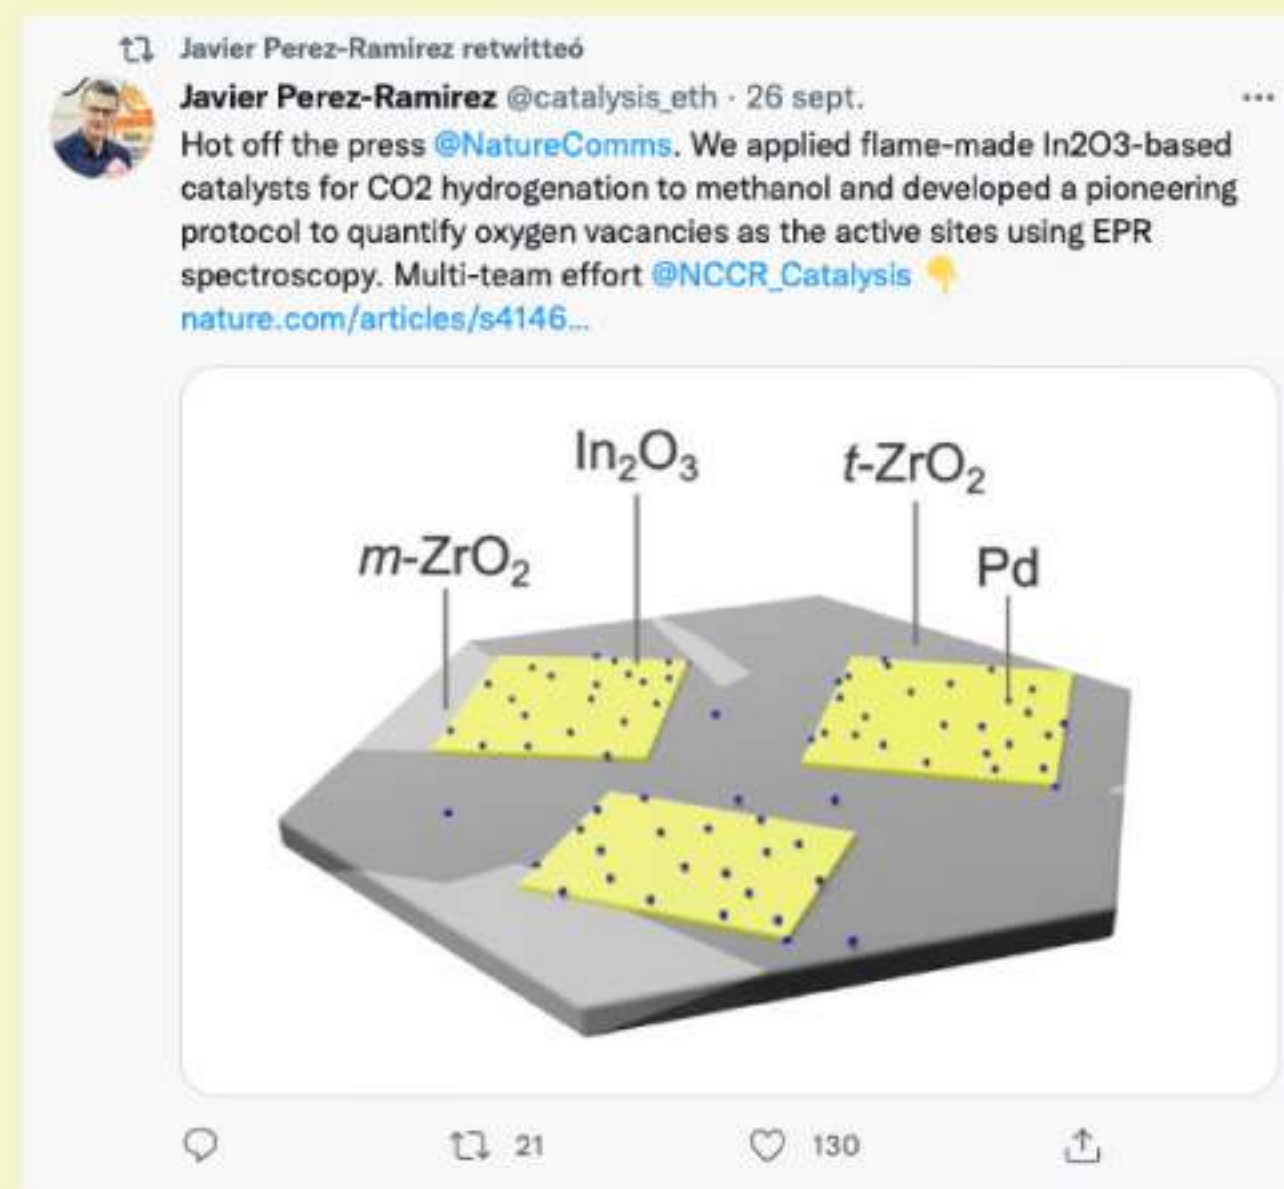 Javier Perez-Ramirez retwitteó
Javier Perez-Ramirez @catalysis_eth · 26 sept.
Hot off the press @NatureComms. We applied flame-made In2O3-based
catalysts for CO2 hydrogenation to methanol and developed a pioneering
protocol to quantify oxygen vacancies as the active sites using EPR
spectroscopy. Multi-team effort @NCCR_Catalysis 👇
nature.com/articles/s4146...
In₂O₃
t-ZrO₂
m-ZrO₂
Pd
21
130